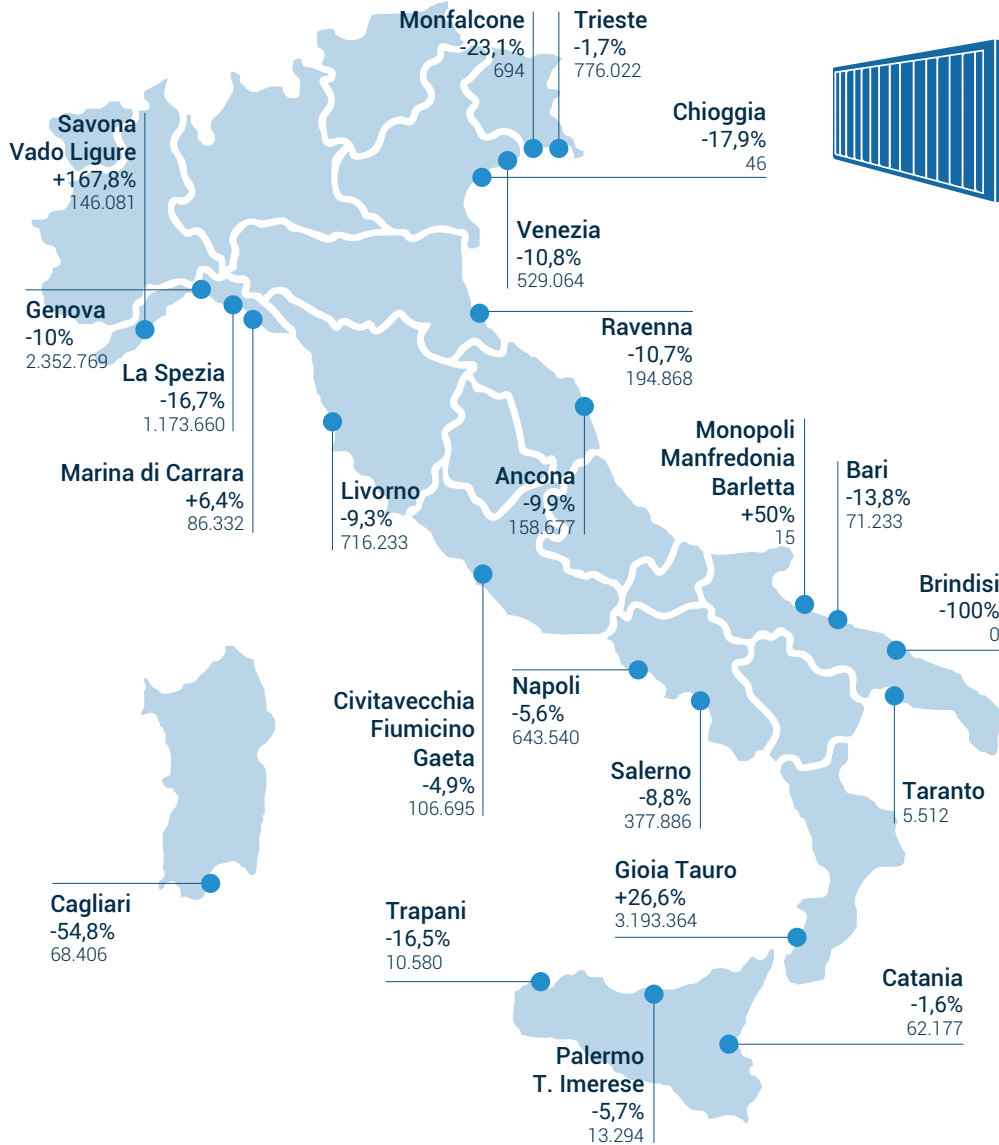 Monfalcone
-23,1%
694
Trieste
-1,7%
776.022
Chioggia
-17,9%
46
Savona
Vado Ligure
+167,8%
146.081
Venezia
-10,8%
529.064
Genova
-10%
2.352.769
Ravenna
-10,7%
194.868
La Spezia
-16,7%
1.173.660
Marina di Carrara
+6,4%
86.332
Livorno
-9,3%
716.233
Ancona
-9,9%
158.677
Monopoli
Manfredonia
Barletta
+50%
15
Bari
-13,8%
71.233
Brindisi
-100%
0
Civitavecchia
Fiumicino
Gaeta
-4,9%
106.695
Napoli
-5,6%
643.540
Salerno
-8,8%
377.886
Taranto
5.512
Gioia Tauro
+26,6%
3.193.364
Cagliari
-54,8%
68.406
Trapani
-16,5%
10.580
Catania
-1,6%
62.177
Palermo
T. Imerese
-5,7%
13.294